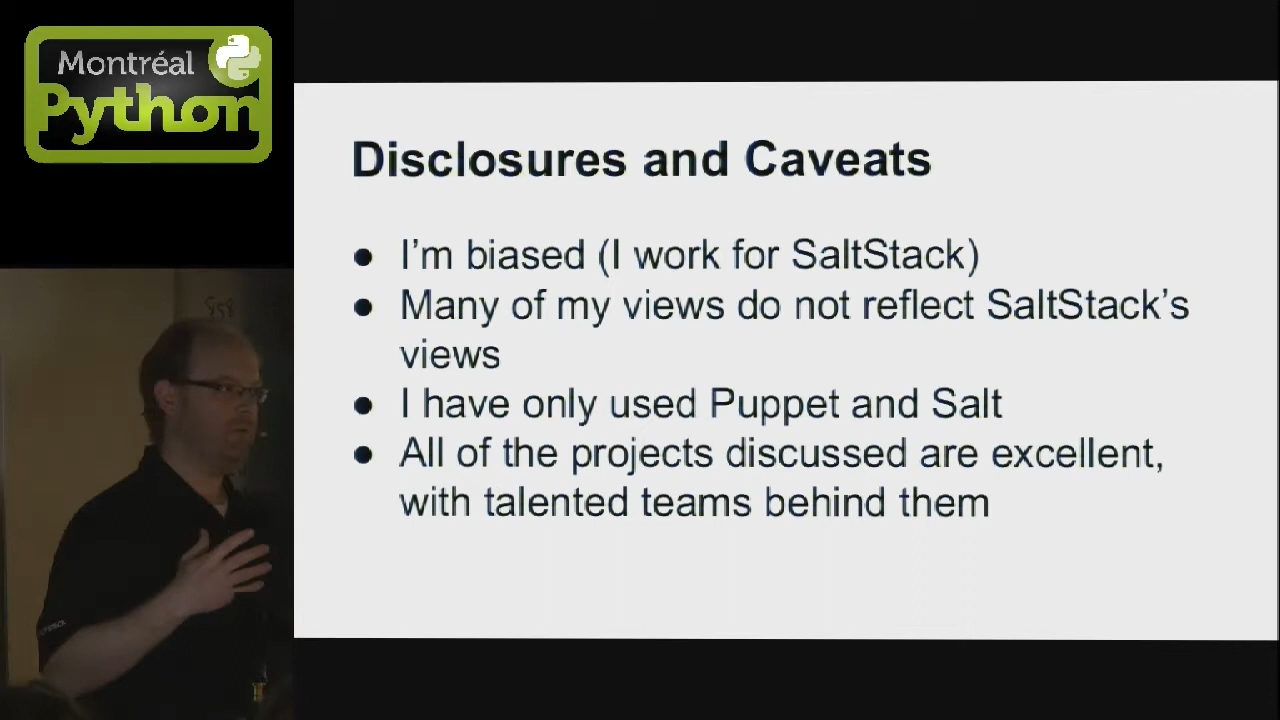 Montréal
Python
Disclosures and Caveats
● I'm biased (I work for SaltStack)
● Many of my views do not reflect SaltStack's
views
● I have only used Puppet and Salt
● All of the projects discussed are excellent,
with talented teams behind them
858